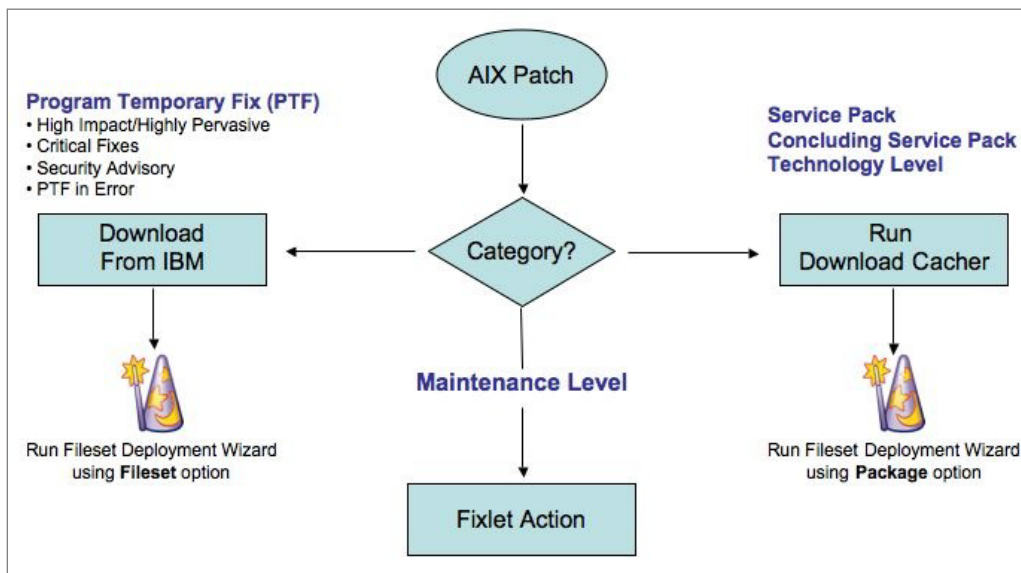 AIX Patch
Program Temporary Fix (PTF)
• High Impact/Highly Pervasive
• Critical Fixes
• Security Advisory
• PTF in Error
Service Pack
Concluding Service Pack
Technology Level
Download
From IBM
Category?
Run
Download Cacher
Maintenance Level
Run Fileset Deployment Wizard
using Fileset option
Run Fileset Deployment Wizard
using Package option
Fixlet Action